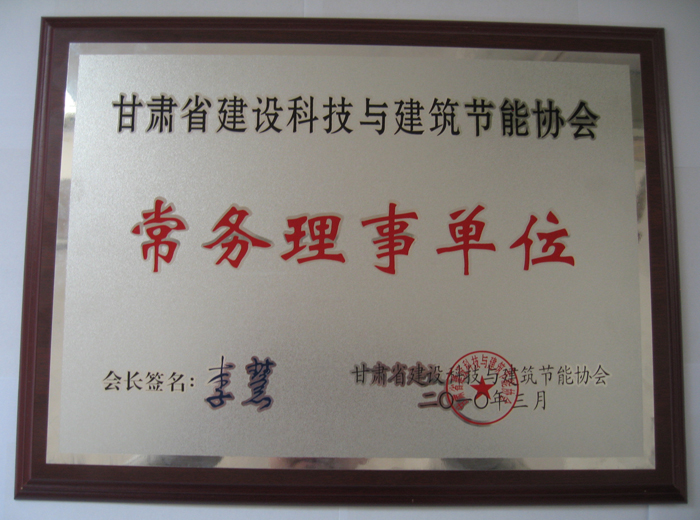 甘肃省建设科技与建筑节能协会
常务理事单位
会长签名：李慧
甘肃省建设科技与建筑节能协会
二〇一〇年三月